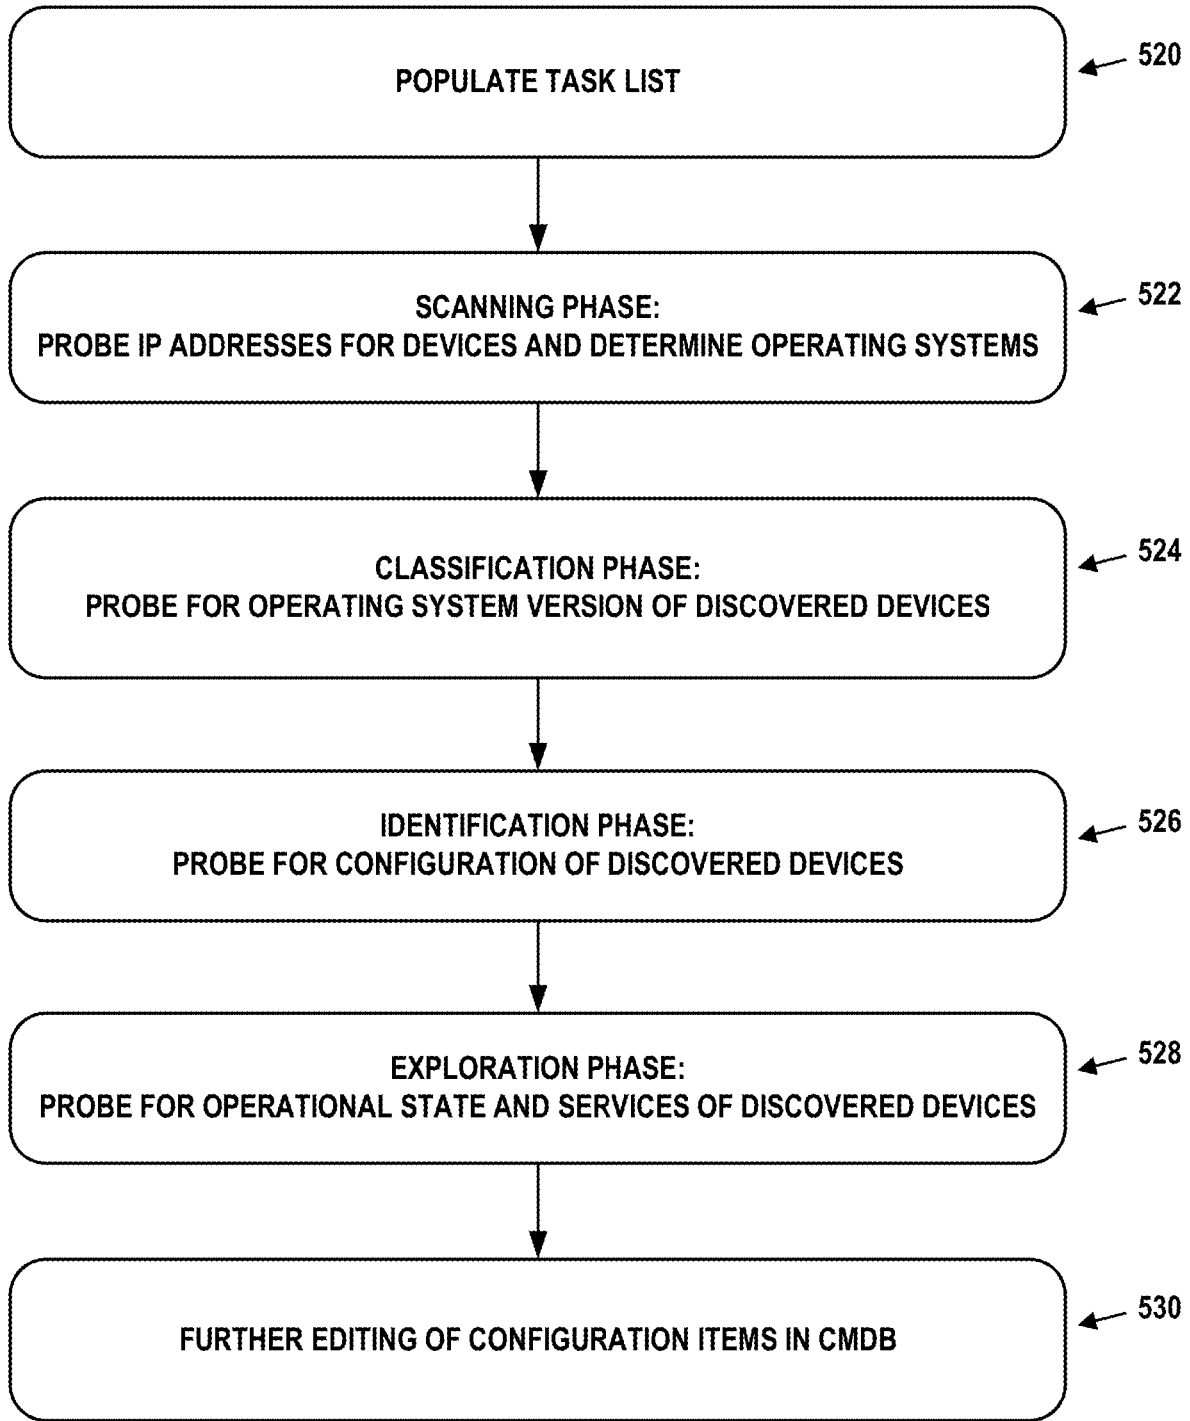 POPULATE TASK LIST
520
SCANNING PHASE:
PROBE IP ADDRESSES FOR DEVICES AND DETERMINE OPERATING SYSTEMS
522
CLASSIFICATION PHASE:
PROBE FOR OPERATING SYSTEM VERSION OF DISCOVERED DEVICES
524
IDENTIFICATION PHASE:
PROBE FOR CONFIGURATION OF DISCOVERED DEVICES
526
EXPLORATION PHASE:
PROBE FOR OPERATIONAL STATE AND SERVICES OF DISCOVERED DEVICES
528
FURTHER EDITING OF CONFIGURATION ITEMS IN CMDB
530